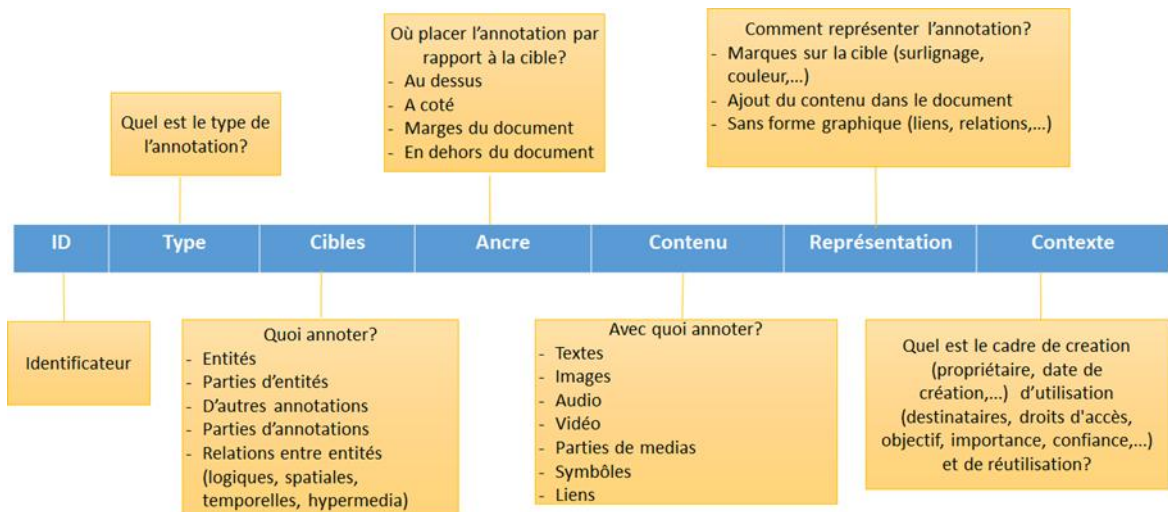 Où placer l'annotation par
rapport à la cible?
- Au dessus
- A coté
- Marges du document
- En dehors du document
Comment représenter l'annotation?
- Marques sur la cible (surlignage,
couleur,...)
- Ajout du contenu dans le document
- Sans forme graphique (liens, relations,...)
Quel est le type de
l'annotation?
ID Type Cibles Ancre Contenu Représentation Contexte
Identificateur
Quoi annoter?
- Entités
- Parties d'entités
- D'autres annotations
- Parties d'annotations
- Relations entre entités
(logiques, spatiales,
temporelles, hypermedia)
Avec quoi annoter?
- Textes
- Images
- Audio
- Vidéo
- Parties de medias
- Symbôles
- Liens
Quel est le cadre de creation
(propriétaire, date de
création,...) d'utilisation
(destinataires, droits d'accès,
objectif, importance, confiance,...)
et de réutilisation?